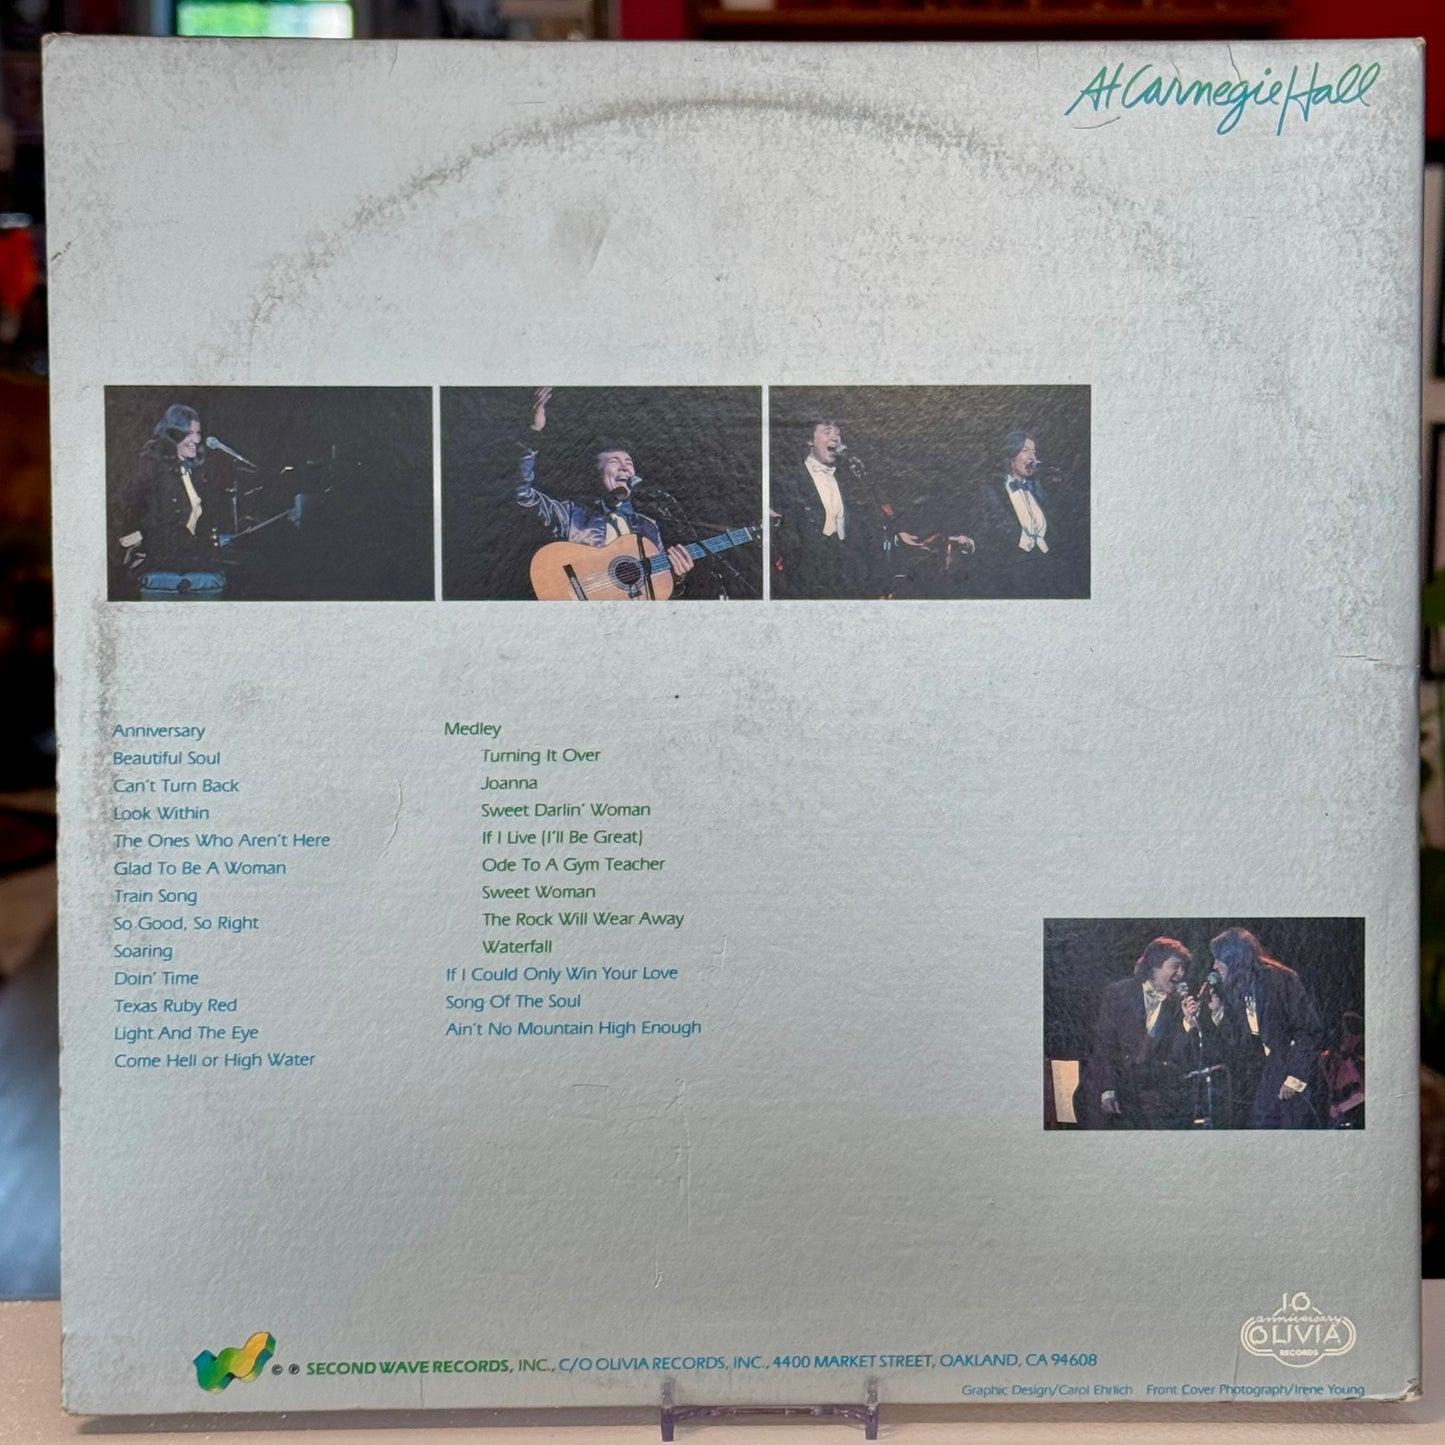 At Carnegie Hall
Anniversary
Beautiful Soul
Can't Turn Back
Look Within
The Ones Who Aren't Here
Glad To Be A Woman
Train Song
So Good, So Right
Soaring
Doin' Time
Texas Ruby Red
Light And The Eye
Come Hell or High Water
Medley
Turning It Over
Joanna
Sweet Darlin' Woman
If I Live (I'll Be Great)
Ode To A Gym Teacher
Sweet Woman
The Rock Will Wear Away
Waterfall
If I Could Only Win Your Love
Song Of The Soul
Ain't No Mountain High Enough
10
anniversary
OLIVIA
RECORDS
© ℗ SECOND WAVE RECORDS, INC., C/O OLIVIA RECORDS, INC., 4400 MARKET STREET, OAKLAND, CA 94608
Graphic Design/Carol Ehrlich Front Cover Photograph/Irene Young